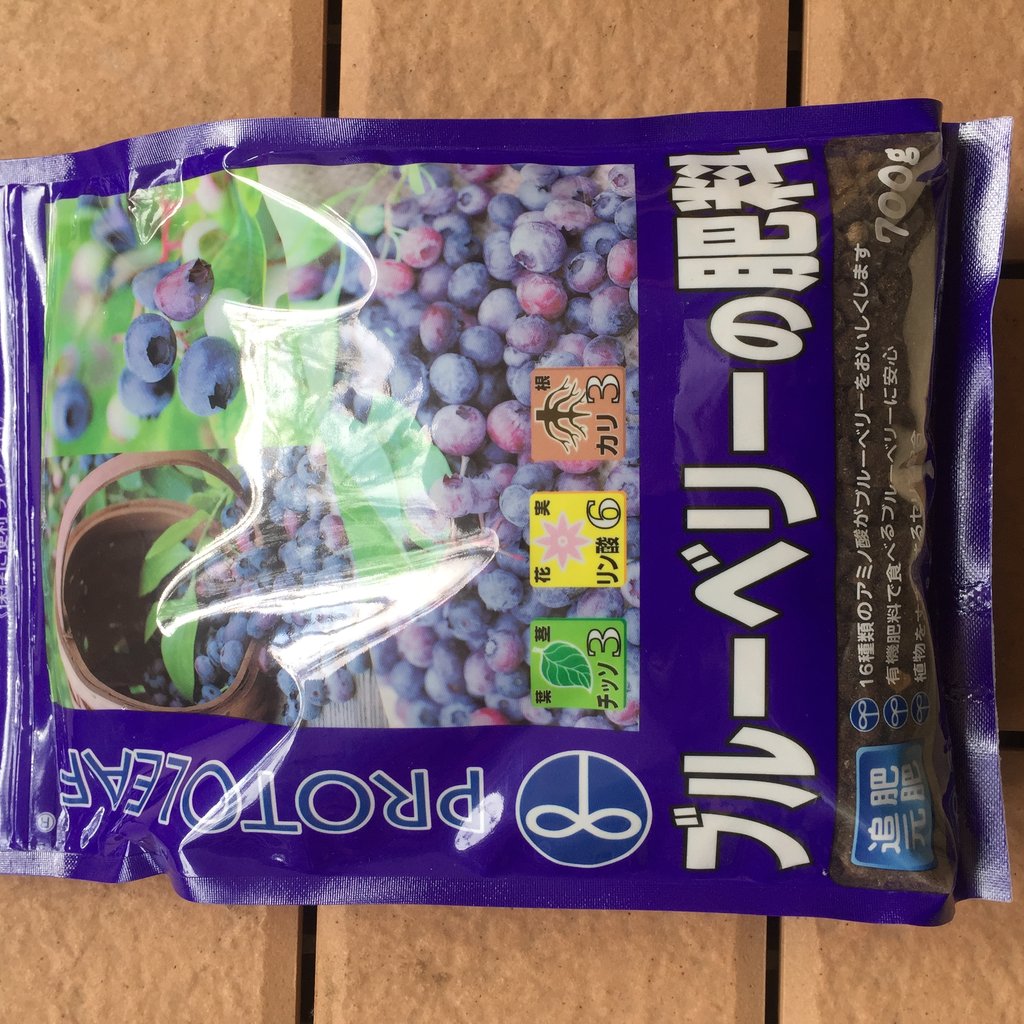 PROTOLEAF
ブルーベリーの肥料
葉 茎
チッソ 3
花 実
リン酸 6
根
カリ 3
追肥
元肥
16種類のアミノ酸がブルーベリーをおいしくします
有機肥料で食べるブルーベリーに安心
植物を
700g